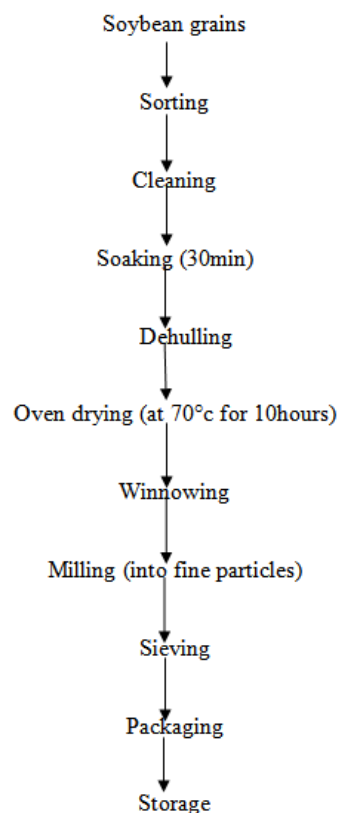 Soybean grains
Sorting
Cleaning
Soaking (30min)
Dehulling
Oven drying (at 70°c for 10hours)
Winnowing
Milling (into fine particles)
Sieving
Packaging
Storage